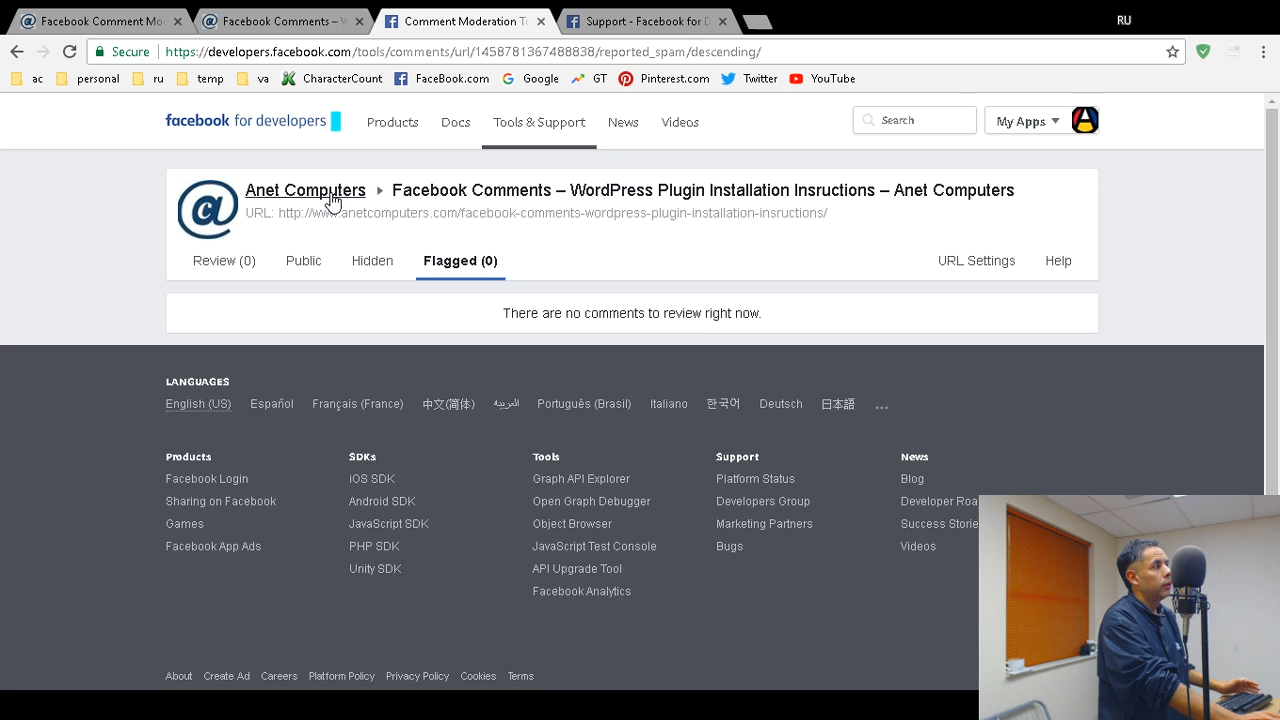 RU
Facebook Comment Mo
Facebook Comments – W
Comment Moderation T
Support - Facebook for D
Secure https://developers.facebook.com/tools/comments/url/1458781367488838/reported_spam/descending/
ac personal ru temp va CharacterCount FaceBook.com Google GT Pinterest.com Twitter YouTube
facebook for developers Products Docs Tools & Support News Videos Search My Apps
Anet Computers Facebook Comments – WordPress Plugin Installation Insructions – Anet Computers
URL: http://www.anetcomputers.com/facebook-comments-wordpress-plugin-installation-insructions/
Review (0) Public Hidden Flagged (0) URL Settings Help
There are no comments to review right now.
LANGUAGES
English (US) Español Français (France) 中文(简体) العربية Português (Brasil) Italiano 한국어 Deutsch 日本語 ...
Products SDKs Tools Support News
Facebook Login iOS SDK Graph API Explorer Platform Status Blog
Sharing on Facebook Android SDK Open Graph Debugger Developers Group Developer Roa
Games JavaScript SDK Object Browser Marketing Partners Success Storie
Facebook App Ads PHP SDK JavaScript Test Console Bugs Videos
Unity SDK API Upgrade Tool
Facebook Analytics
About Create Ad Careers Platform Policy Privacy Policy Cookies Terms